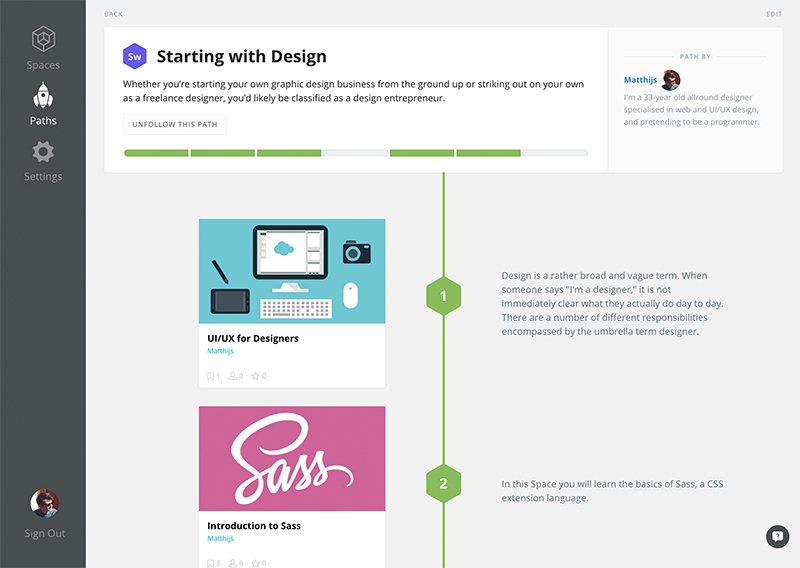 BACK
EDIT
Spaces
Paths
Settings
Sign Out
Sw
Starting with Design
Whether you're starting your own graphic design business from the ground up or striking out on your own
as a freelance designer, you'd likely be classified as a design entrepreneur.
UNFOLLOW THIS PATH
PATH BY
Matthijs
I'm a 33-year old allround designer
specialised in web and UI/UX design,
and pretending to be a programmer.
UI/UX for Designers
Matthijs
1 0 0
1
Design is a rather broad and vague term. When
someone says "I'm a designer," it is not
immediately clear what they actually do day to day.
There are a number of different responsibilities
encompassed by the umbrella term designer.
Sass
Introduction to Sass
Matthijs
3 0 0
2
In this Space you will learn the basics of Sass, a CSS
extension language.
?